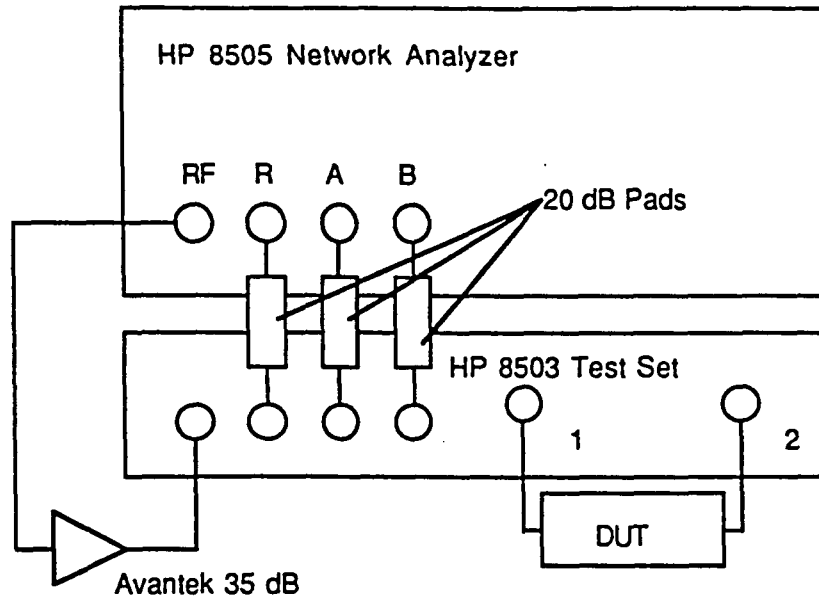 HP 8505 Network Analyzer
RF R A B
20 dB Pads
HP 8503 Test Set
1 2
DUT
Avantek 35 dB